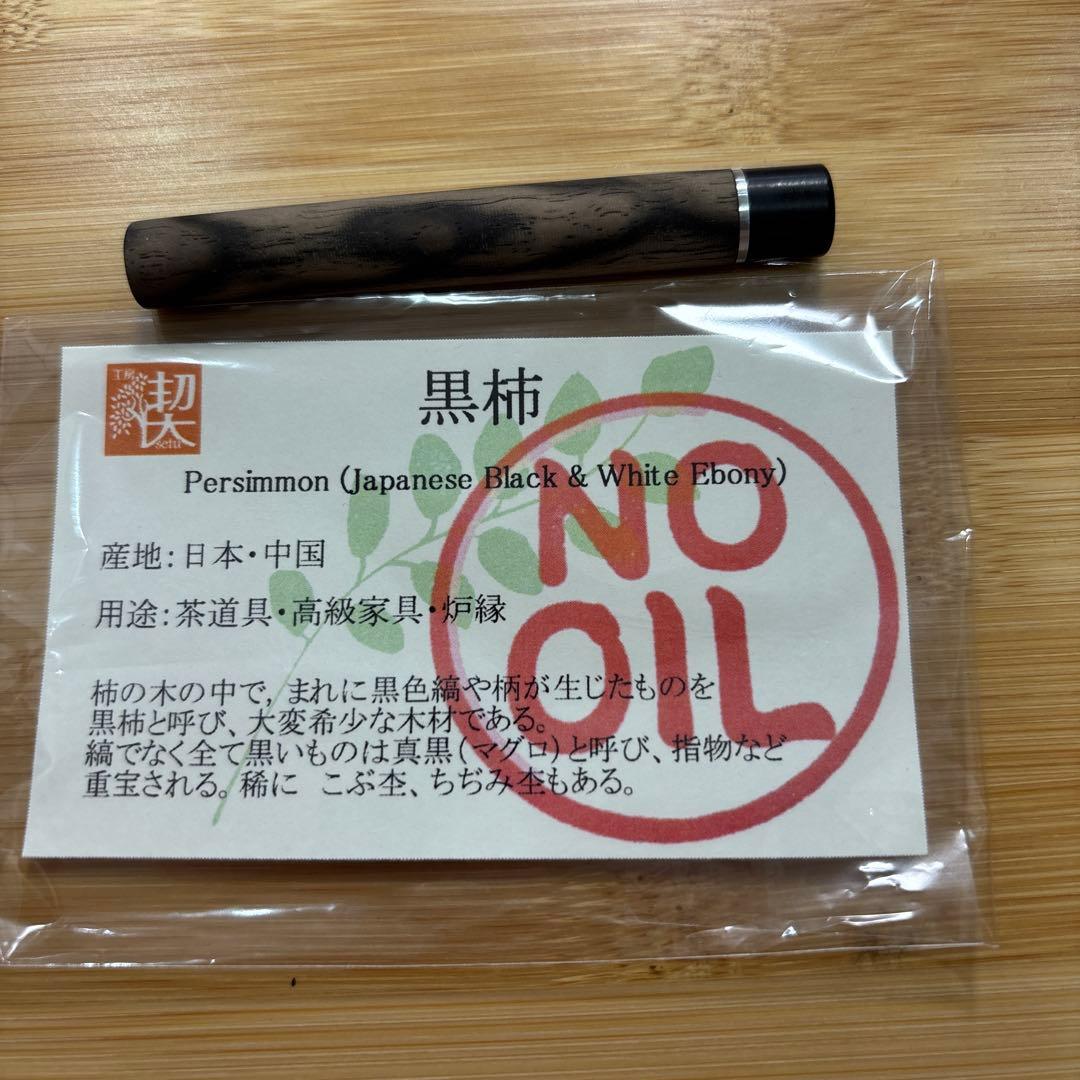 工房
契
setu
黒柿
Persimmon (Japanese Black & White Ebony)
NO
OIL
産地:日本・中国
用途:茶道具・高級家具・炉縁
柿の木の中で、まれに黒色縞や柄が生じたものを
黒柿と呼び、大変希少な木材である。
縞でなく全て黒いものは真黒(マグロ)と呼び、指物など
重宝される。稀に　こぶ杢、ちぢみ杢もある。